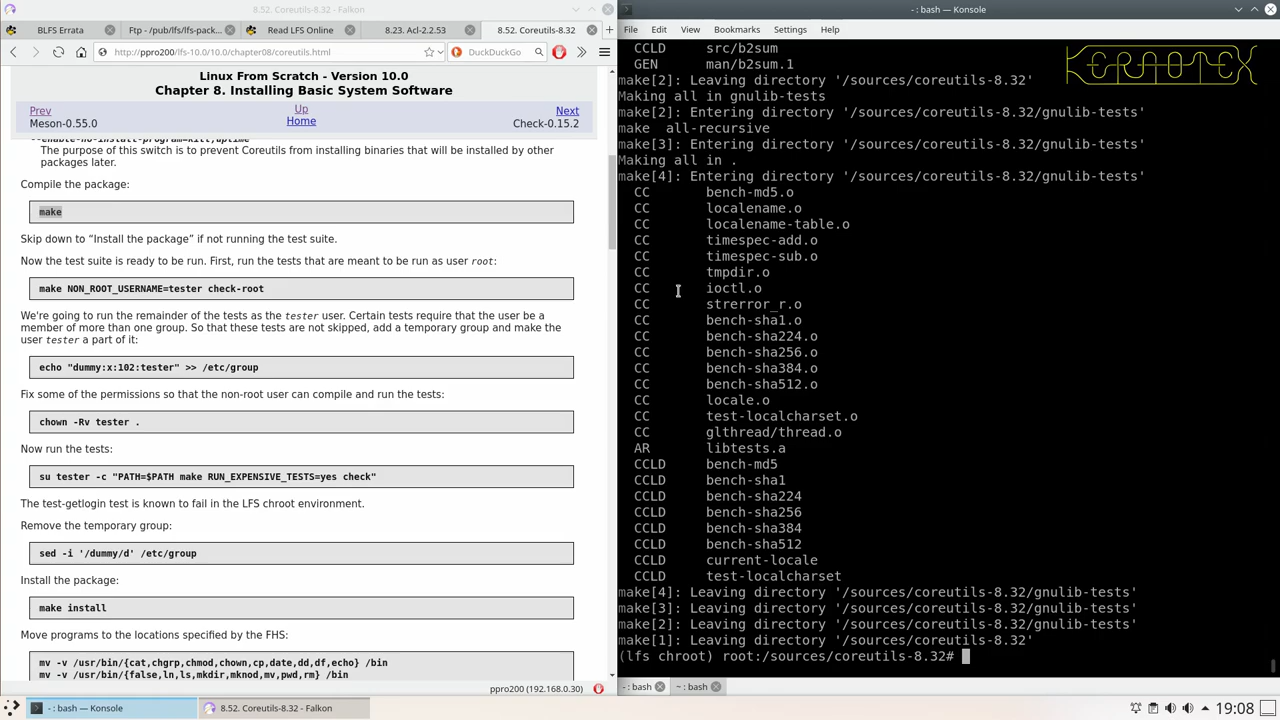 8.52. Coreutils-8.32 - Falkon
BLFS Errata
Ftp - /pub/lfs/lfs-pack...
Read LFS Online
8.23. Acl-2.2.53
8.52. Coreutils-8.32
http://ppro200/lfs-10.0/10.0/chapter08/coreutils.html
DuckDuckGo
Linux From Scratch - Version 10.0
Chapter 8. Installing Basic System Software
Prev
Up
Next
Meson-0.55.0
Home
Check-0.15.2
--enable-no-install-program=kill,uptime
The purpose of this switch is to prevent Coreutils from installing binaries that will be installed by other
packages later.
Compile the package:
make
Skip down to “Install the package” if not running the test suite.
Now the test suite is ready to be run. First, run the tests that are meant to be run as user root:
make NON_ROOT_USERNAME=tester check-root
We're going to run the remainder of the tests as the tester user. Certain tests require that the user be a
member of more than one group. So that these tests are not skipped, add a temporary group and make the
user tester a part of it:
echo "dummy:x:102:tester" >> /etc/group
Fix some of the permissions so that the non-root user can compile and run the tests:
chown -Rv tester .
Now run the tests:
su tester -c "PATH=$PATH make RUN_EXPENSIVE_TESTS=yes check"
The test-getlogin test is known to fail in the LFS chroot environment.
Remove the temporary group:
sed -i '/dummy/d' /etc/group
Install the package:
make install
Move programs to the locations specified by the FHS:
mv -v /usr/bin/{cat,chgrp,chmod,chown,cp,date,dd,df,echo} /bin
mv -v /usr/bin/{false,ln,ls,mkdir,mknod,mv,pwd,rm} /bin
ppro200 (192.168.0.30)
- : bash — Konsole
File Edit View Bookmarks Settings Help
KERAOTEX
CCLD src/b2sum
GEN man/b2sum.1
make[2]: Leaving directory '/sources/coreutils-8.32'
Making all in gnulib-tests
make[2]: Entering directory '/sources/coreutils-8.32/gnulib-tests'
make all-recursive
make[3]: Entering directory '/sources/coreutils-8.32/gnulib-tests'
Making all in .
make[4]: Entering directory '/sources/coreutils-8.32/gnulib-tests'
CC bench-md5.o
CC localename.o
CC localename-table.o
CC timespec-add.o
CC timespec-sub.o
CC tmpdir.o
CC ioctl.o
CC strerror_r.o
CC bench-sha1.o
CC bench-sha224.o
CC bench-sha256.o
CC bench-sha384.o
CC bench-sha512.o
CC locale.o
CC test-localcharset.o
CC glthread/thread.o
AR libtests.a
CCLD bench-md5
CCLD bench-sha1
CCLD bench-sha224
CCLD bench-sha256
CCLD bench-sha384
CCLD bench-sha512
CCLD current-locale
CCLD test-localcharset
make[4]: Leaving directory '/sources/coreutils-8.32/gnulib-tests'
make[3]: Leaving directory '/sources/coreutils-8.32/gnulib-tests'
make[2]: Leaving directory '/sources/coreutils-8.32/gnulib-tests'
make[1]: Leaving directory '/sources/coreutils-8.32'
(lfs chroot) root:/sources/coreutils-8.32#
- : bash
~ : bash
- : bash — Konsole
8.52. Coreutils-8.32 - Falkon
19:08